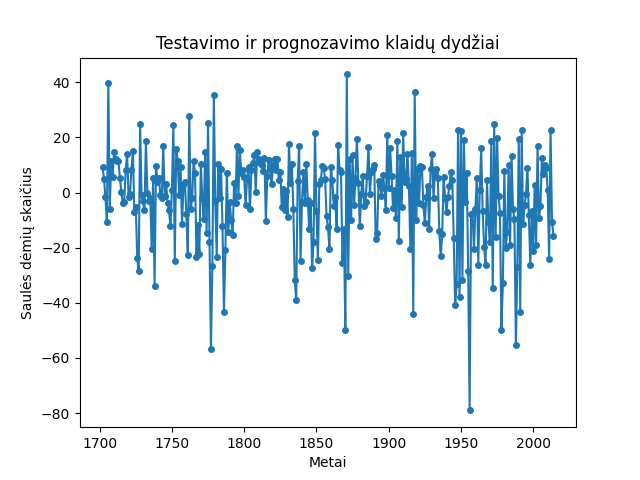 Testavimo ir prognozavimo klaidų dydžiai
Saulės dėmių skaičius
40
20
0
−20
−40
−60
−80
1700 1750 1800 1850 1900 1950 2000
Metai